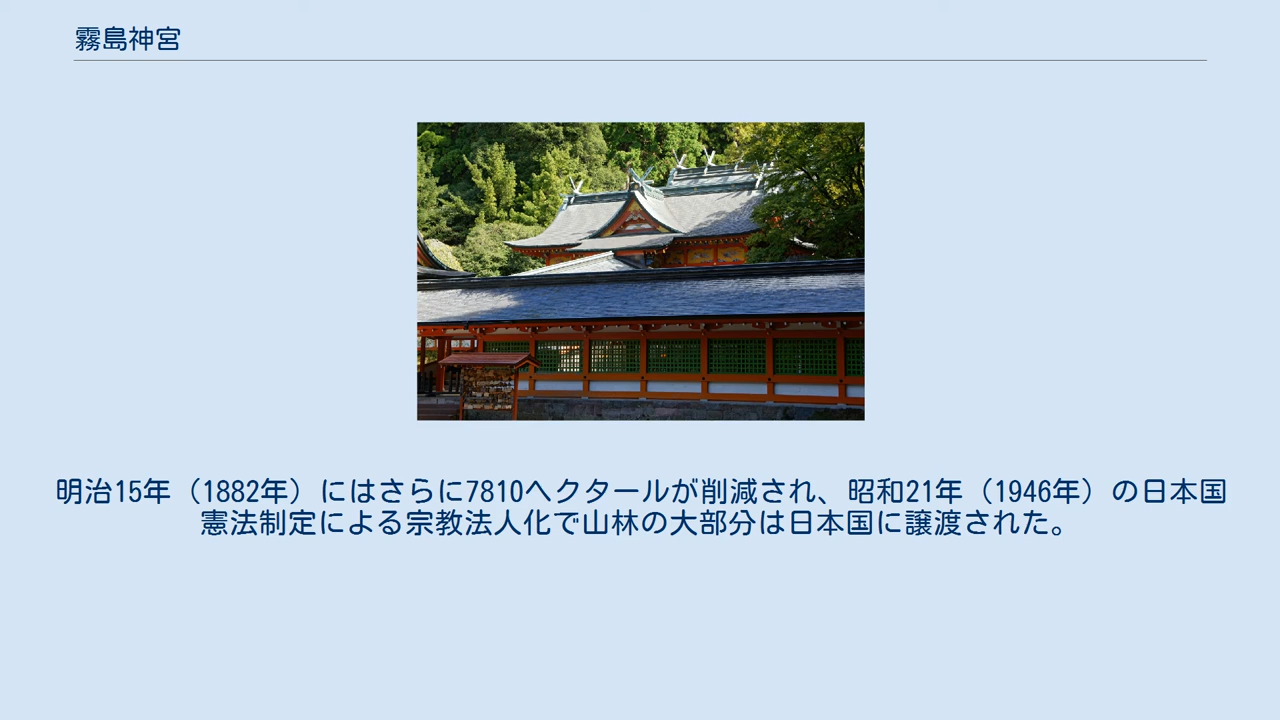 霧島神宮
明治15年（1882年）にはさらに7810ヘクタールが削減され、昭和21年（1946年）の日本国
憲法制定による宗教法人化で山林の大部分は日本国に譲渡された。